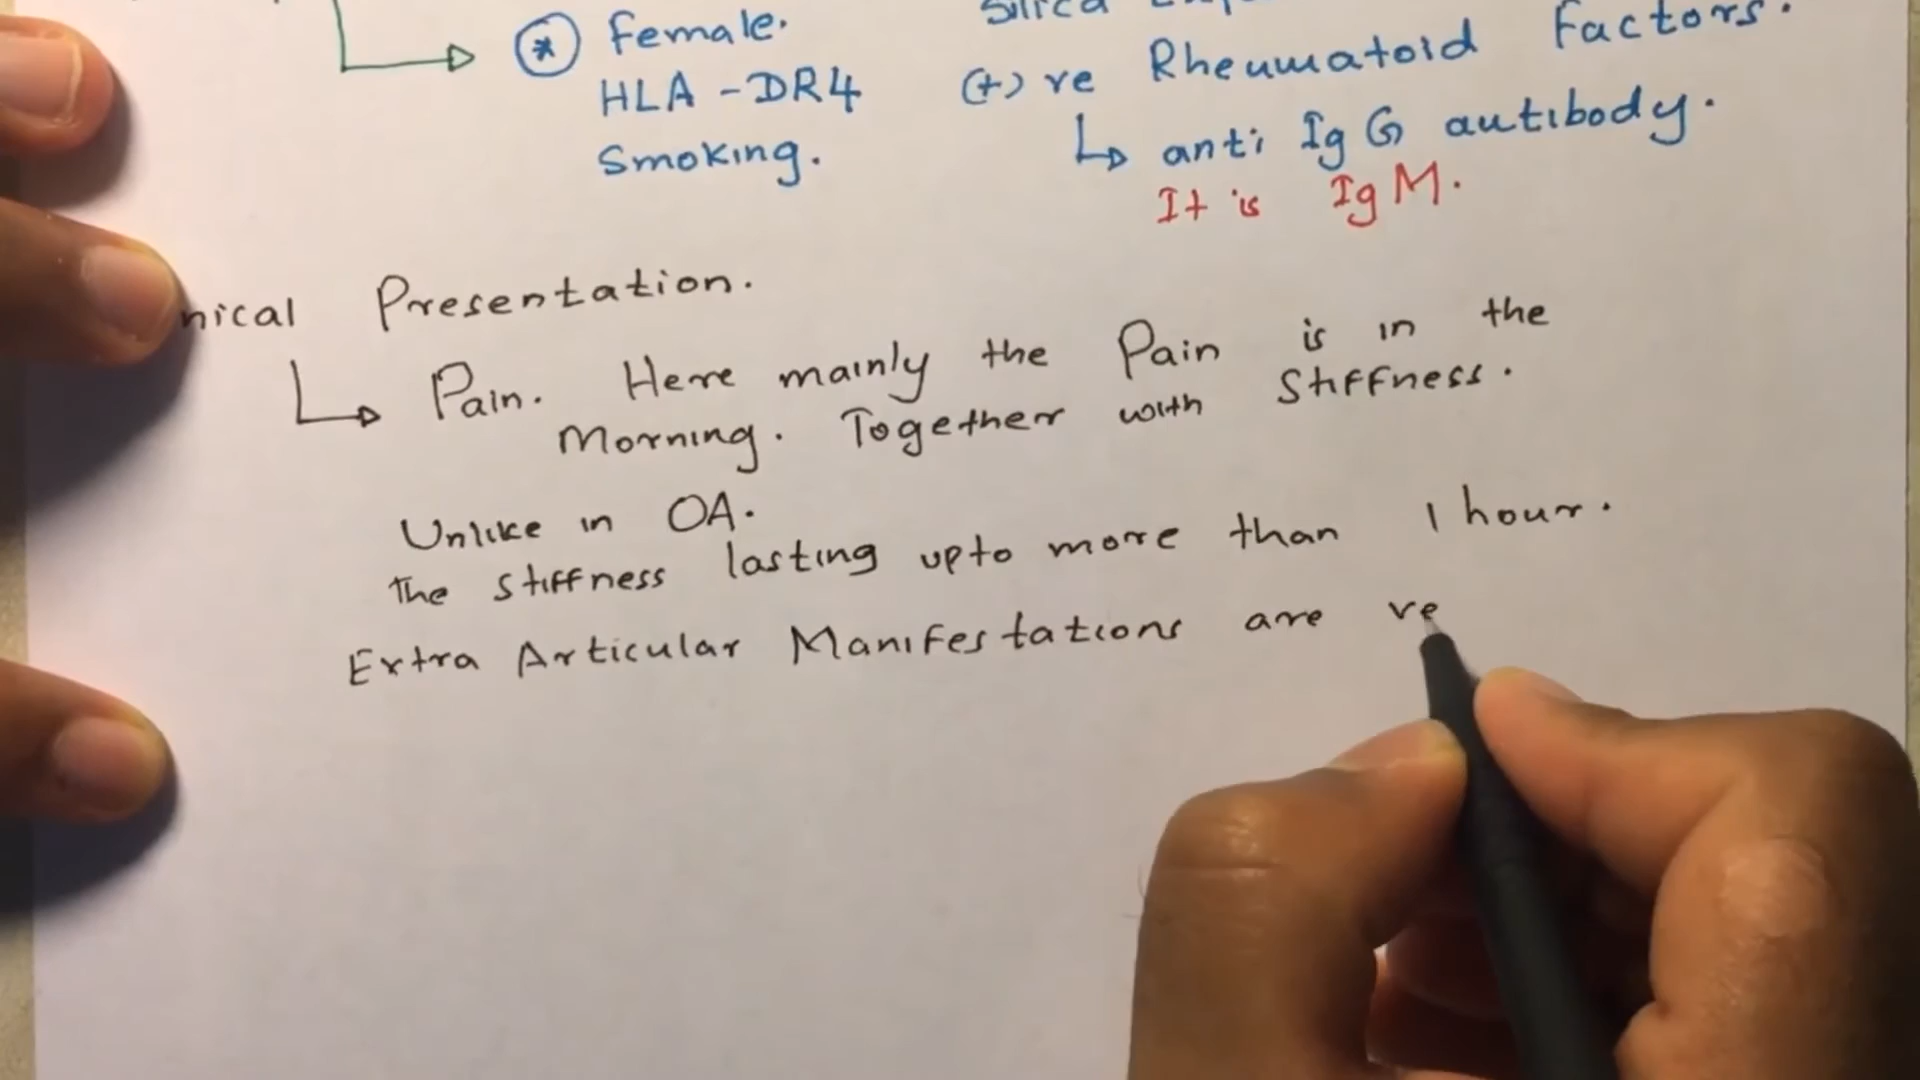 Female.
Silica
HLA - DR4
(+) re Rheumatoid Factors.
Smoking.
↳ anti IgG antibody.
It is IgM.
nical Presentation.
↳ Pain. Here mainly the Pain is in the
Morning. Together with Stiffness.
Unlike in OA.
The stiffness lasting upto more than 1 hour.
Extra Articular Manifestations are ve